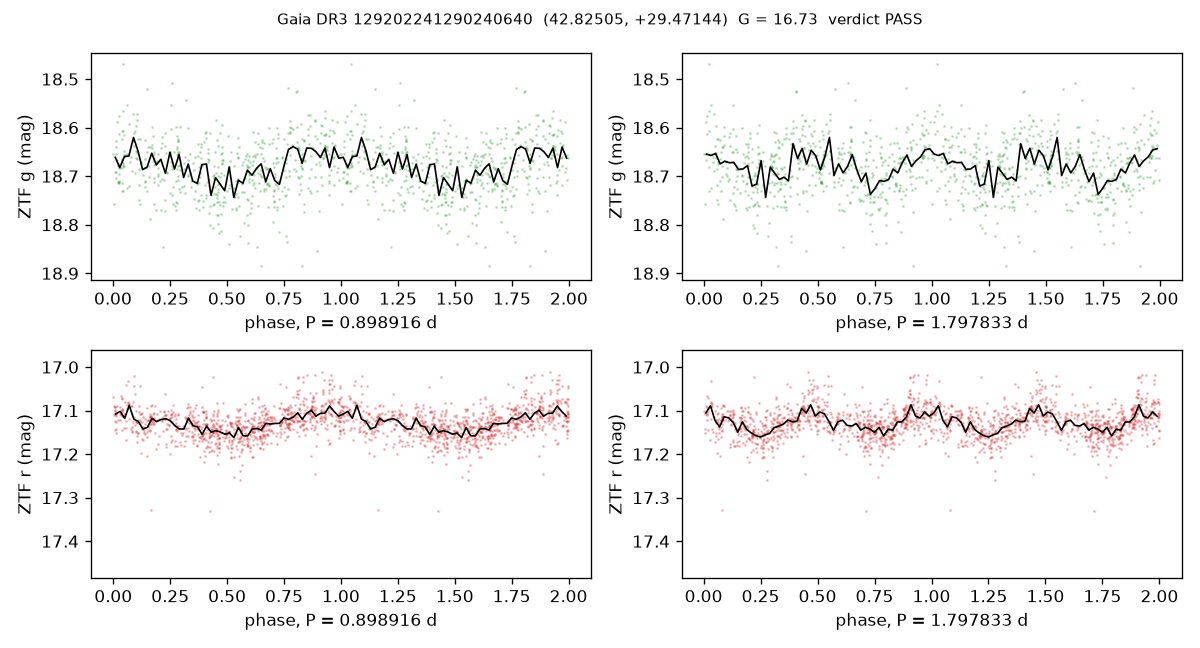 Gaia DR3 129202241290240640  (42.82505, +29.47144)  G = 16.73  verdict PASS
ZTF g (mag)
18.5
18.6
18.7
18.8
18.9
0.00 0.25 0.50 0.75 1.00 1.25 1.50 1.75 2.00
phase, P = 0.898916 d
ZTF g (mag)
18.5
18.6
18.7
18.8
18.9
0.00 0.25 0.50 0.75 1.00 1.25 1.50 1.75 2.00
phase, P = 1.797833 d
ZTF r (mag)
17.0
17.1
17.2
17.3
17.4
0.00 0.25 0.50 0.75 1.00 1.25 1.50 1.75 2.00
phase, P = 0.898916 d
ZTF r (mag)
17.0
17.1
17.2
17.3
17.4
0.00 0.25 0.50 0.75 1.00 1.25 1.50 1.75 2.00
phase, P = 1.797833 d